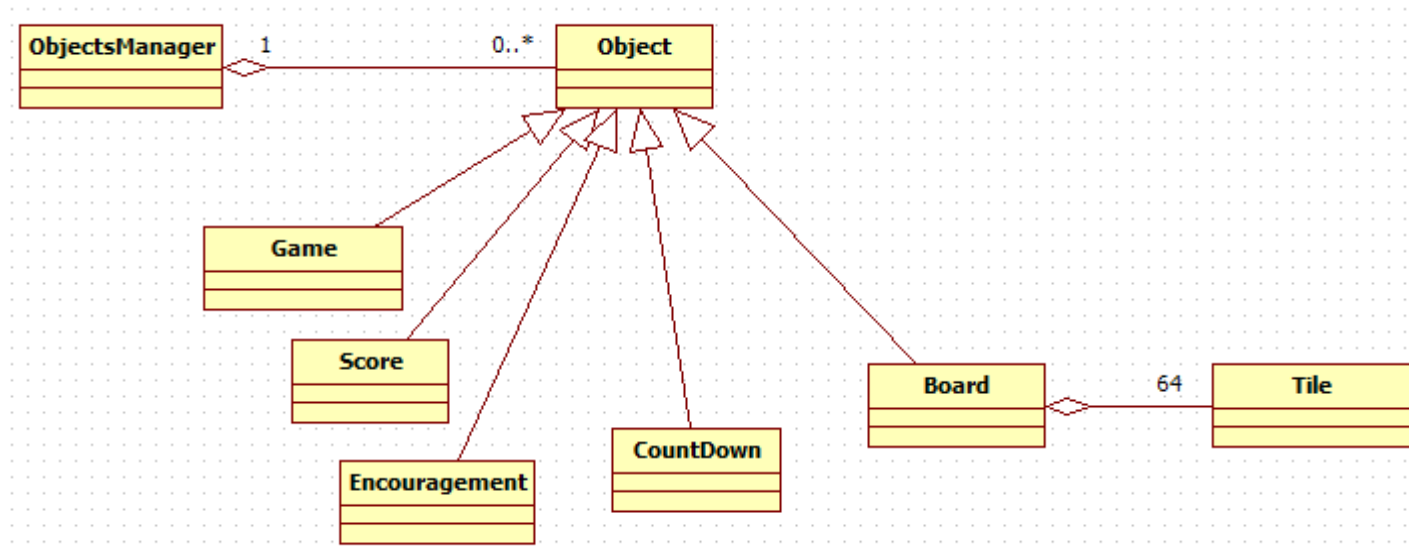 ObjectsManager
1
0..*
Object
Game
Score
Encouragement
CountDown
Board
64
Tile